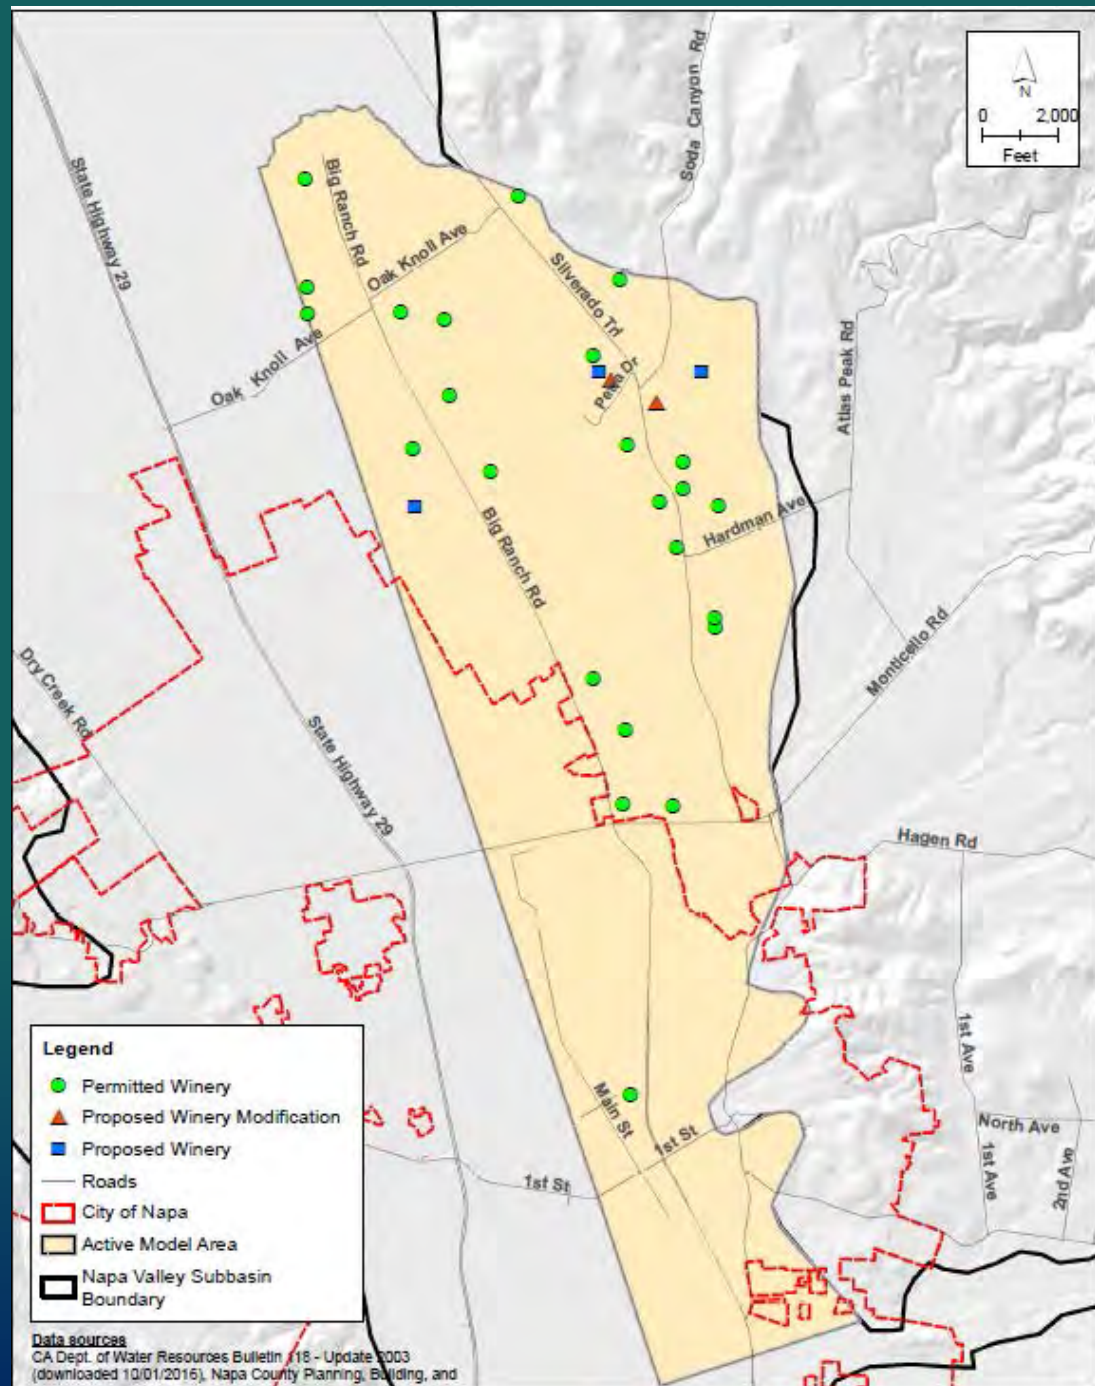 N
0 2,000
Feet
Soda Canyon Rd
State Highway 29
Big Ranch Rd
Oak Knoll Ave
Silverado Trl
Oak Knoll Ave
Petra Dr
Atlas Peak Rd
Big Ranch Rd
Hardman Ave
Dry Creek Rd
Monticello Rd
State Highway 29
Hagen Rd
1st Ave
Main St
1st St
North Ave
1st St
1st Ave
2nd Ave
Legend
Permitted Winery
Proposed Winery Modification
Proposed Winery
Roads
City of Napa
Active Model Area
Napa Valley Subbasin
Boundary
Data sources
CA Dept. of Water Resources Bulletin 118 - Update 2003
(downloaded 10/01/2016), Napa County Planning, Building, and